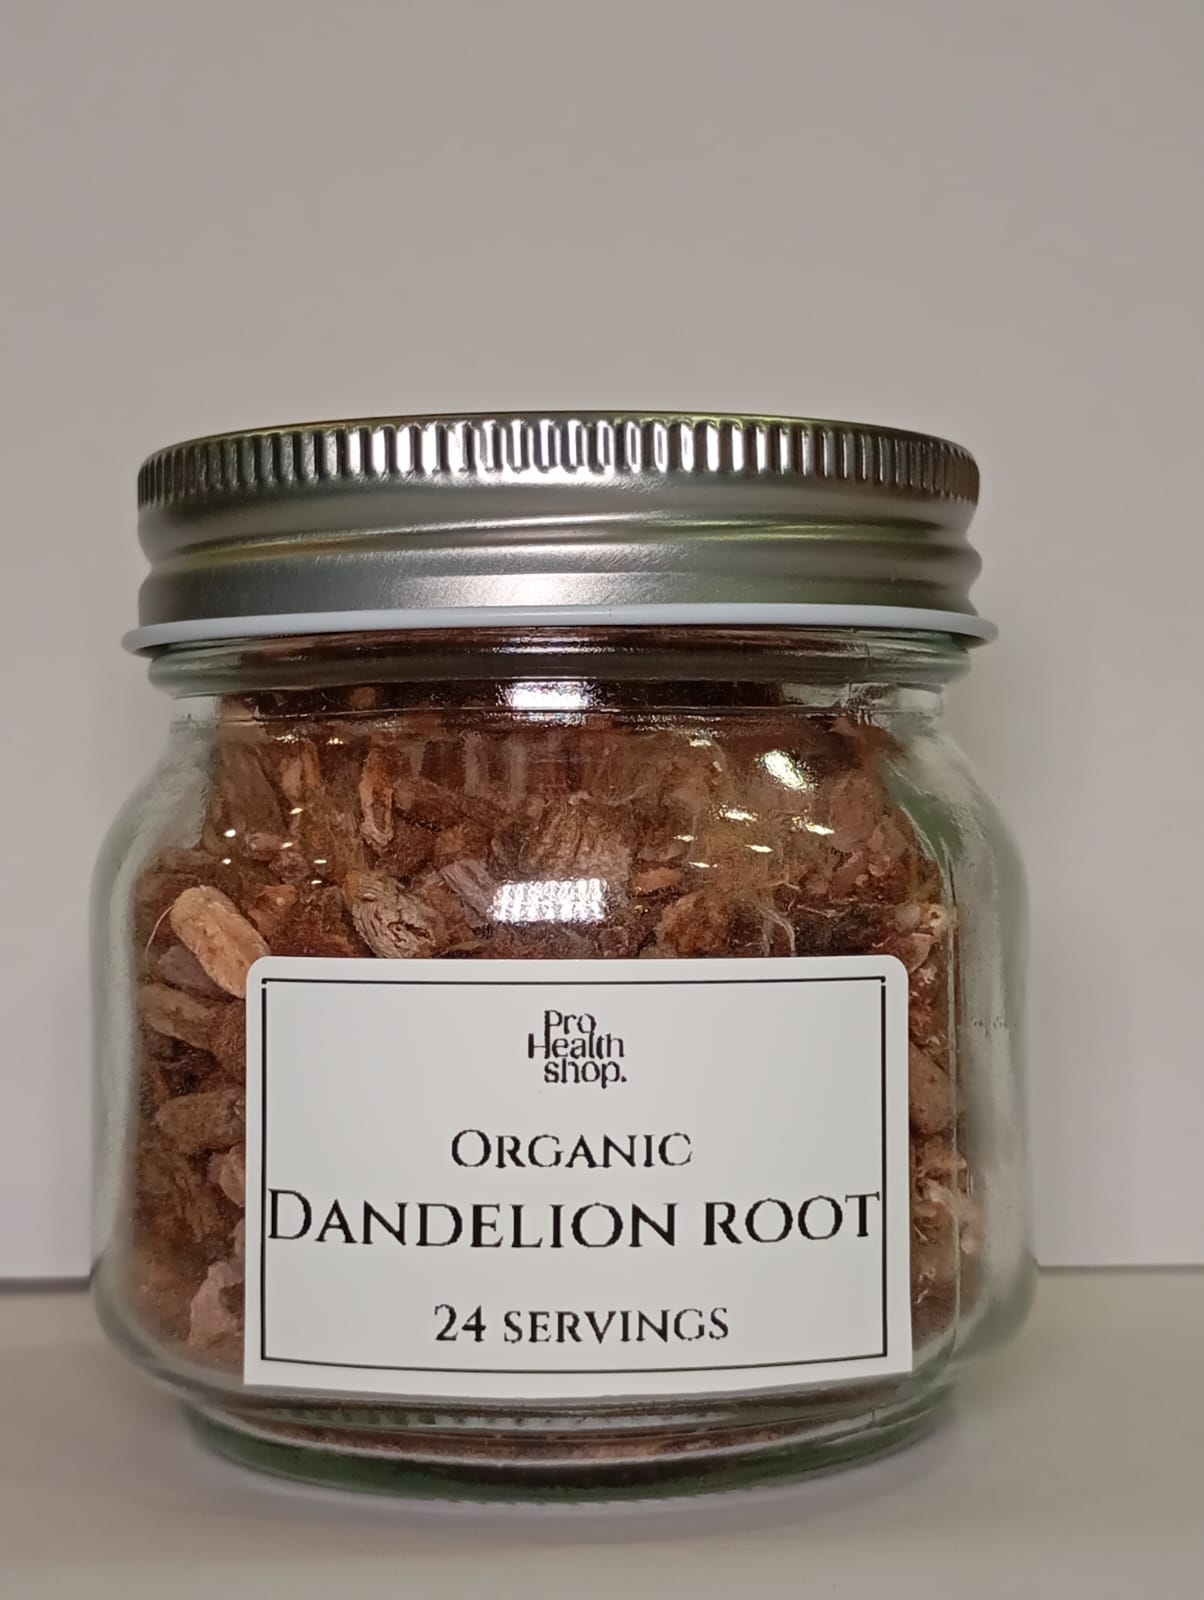 Pro
Health
shop.
ORGANIC
DANDELION ROOT
24 SERVINGS